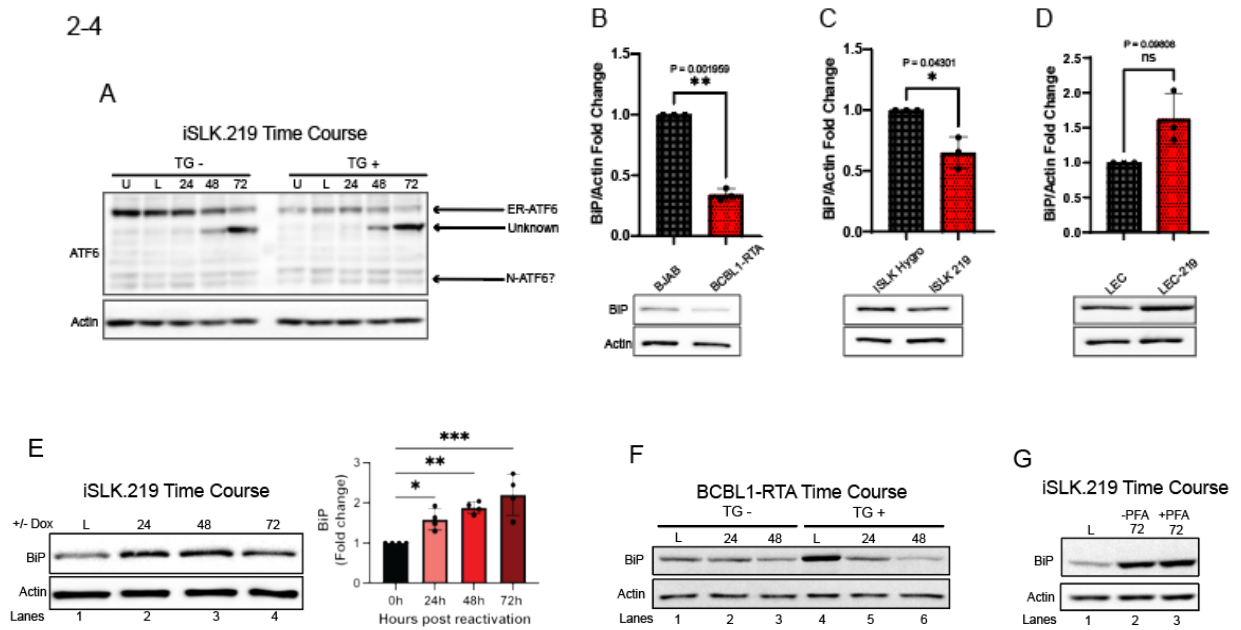 2-4
A
iSLK.219 Time Course
TG -
TG +
U L 24 48 72 U L 24 48 72
ER-ATF6
Unknown
ATF6
N-ATF6?
Actin
B
P = 0.001959
**
BiP/Actin Fold Change
1.5
1.0
0.5
0.0
BJAB
BCBL1-RTA
BiP
Actin
C
P = 0.04301
*
BiP/Actin Fold Change
1.5
1.0
0.5
0.0
iSLK Hygro
iSLK 219
D
P = 0.09808
ns
BiP/Actin Fold Change
2.5
2.0
1.5
1.0
0.5
0.0
LEC
LEC-219
E
iSLK.219 Time Course
+/- Dox L 24 48 72
BiP
Actin
Lanes 1 2 3 4
***
**
*
BiP
(Fold change)
3
2
1
0
0h 24h 48h 72h
Hours post reactivation
F
BCBL1-RTA Time Course
TG - TG +
L 24 48 L 24 48
BiP
Actin
Lanes 1 2 3 4 5 6
G
iSLK.219 Time Course
-PFA +PFA
L 72 72
BiP
Actin
Lanes 1 2 3